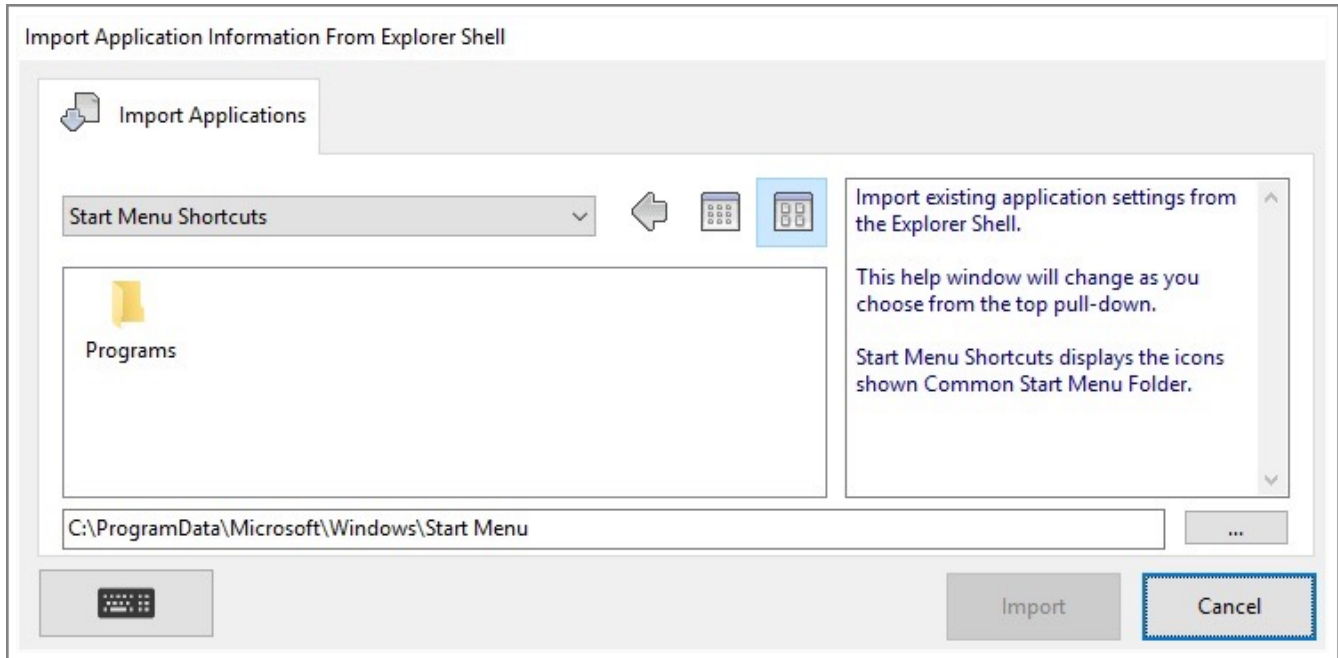 Import Application Information From Explorer Shell
Import Applications
Start Menu Shortcuts
Import existing application settings from
the Explorer Shell.
This help window will change as you
choose from the top pull-down.
Start Menu Shortcuts displays the icons
shown Common Start Menu Folder.
Programs
C:\ProgramData\Microsoft\Windows\Start Menu
...
Import
Cancel